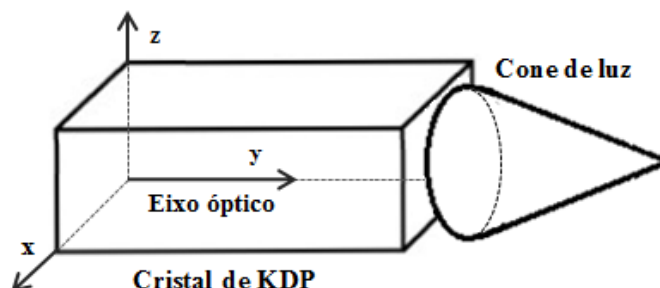 z
Cone de luz
y
Eixo óptico
x
Cristal de KDP